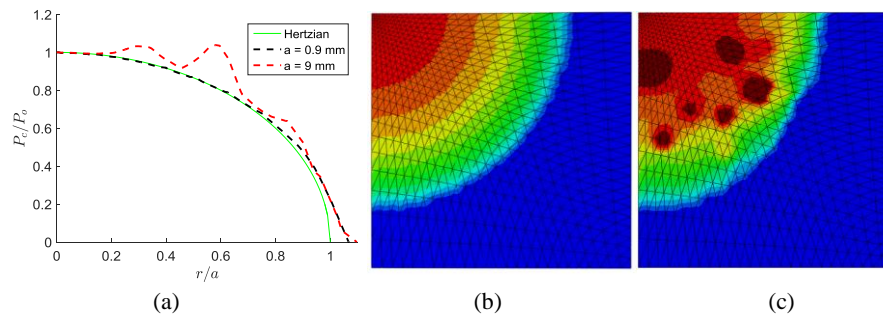 1.2
1
0.8
0.6
0.4
0.2
0
P_c/P_o
0 0.2 0.4 0.6 0.8 1
r/a
Hertzian
a = 0.9 mm
a = 9 mm
(a) (b) (c)